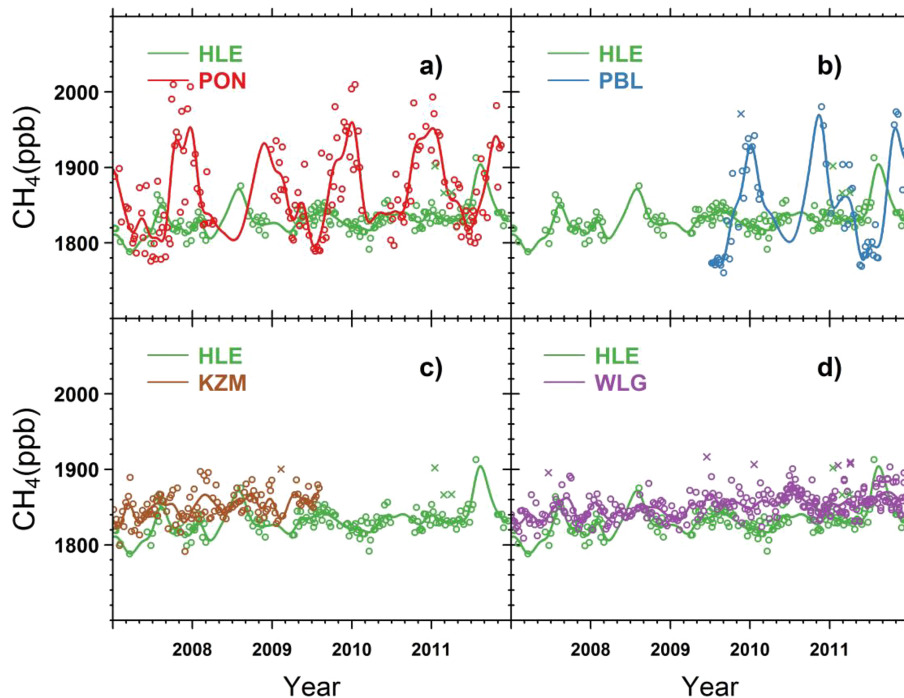 HLE
PON
a)
HLE
PBL
b)
CH4(ppb)
2000
1900
1800
HLE
KZM
c)
HLE
WLG
d)
CH4(ppb)
2000
1900
1800
2008 2009 2010 2011
2008 2009 2010 2011
Year
Year